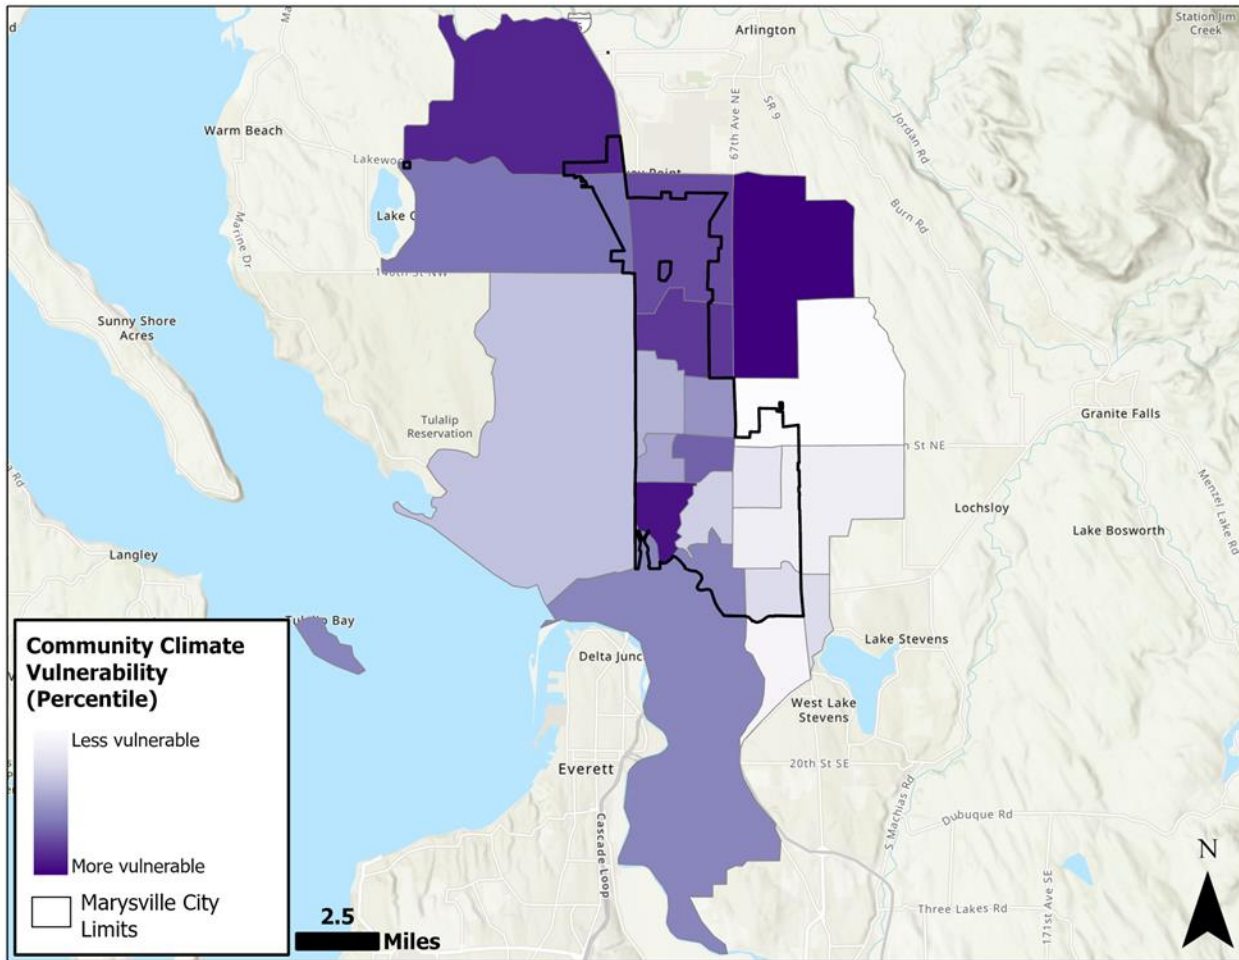 Station Jim
Creek
Arlington
67th Ave NE
SR 9
Jordan Rd
Warm Beach
Burn Rd
Marine Dr
Sunny Shore
Acres
Granite Falls
Tulalip
Reservation
St NE
Menzel Lake Rd
Lochsloy
Lake Bosworth
Langley
Bay
Lake Stevens
Delta Junc
West Lake
Stevens
20th St SE
Everett
S Machias Rd
Dubuque Rd
Cascade Loop
Three Lakes Rd
171st Ave SE
Community Climate
Vulnerability
(Percentile)
Less vulnerable
More vulnerable
Marysville City
Limits
2.5
Miles
N